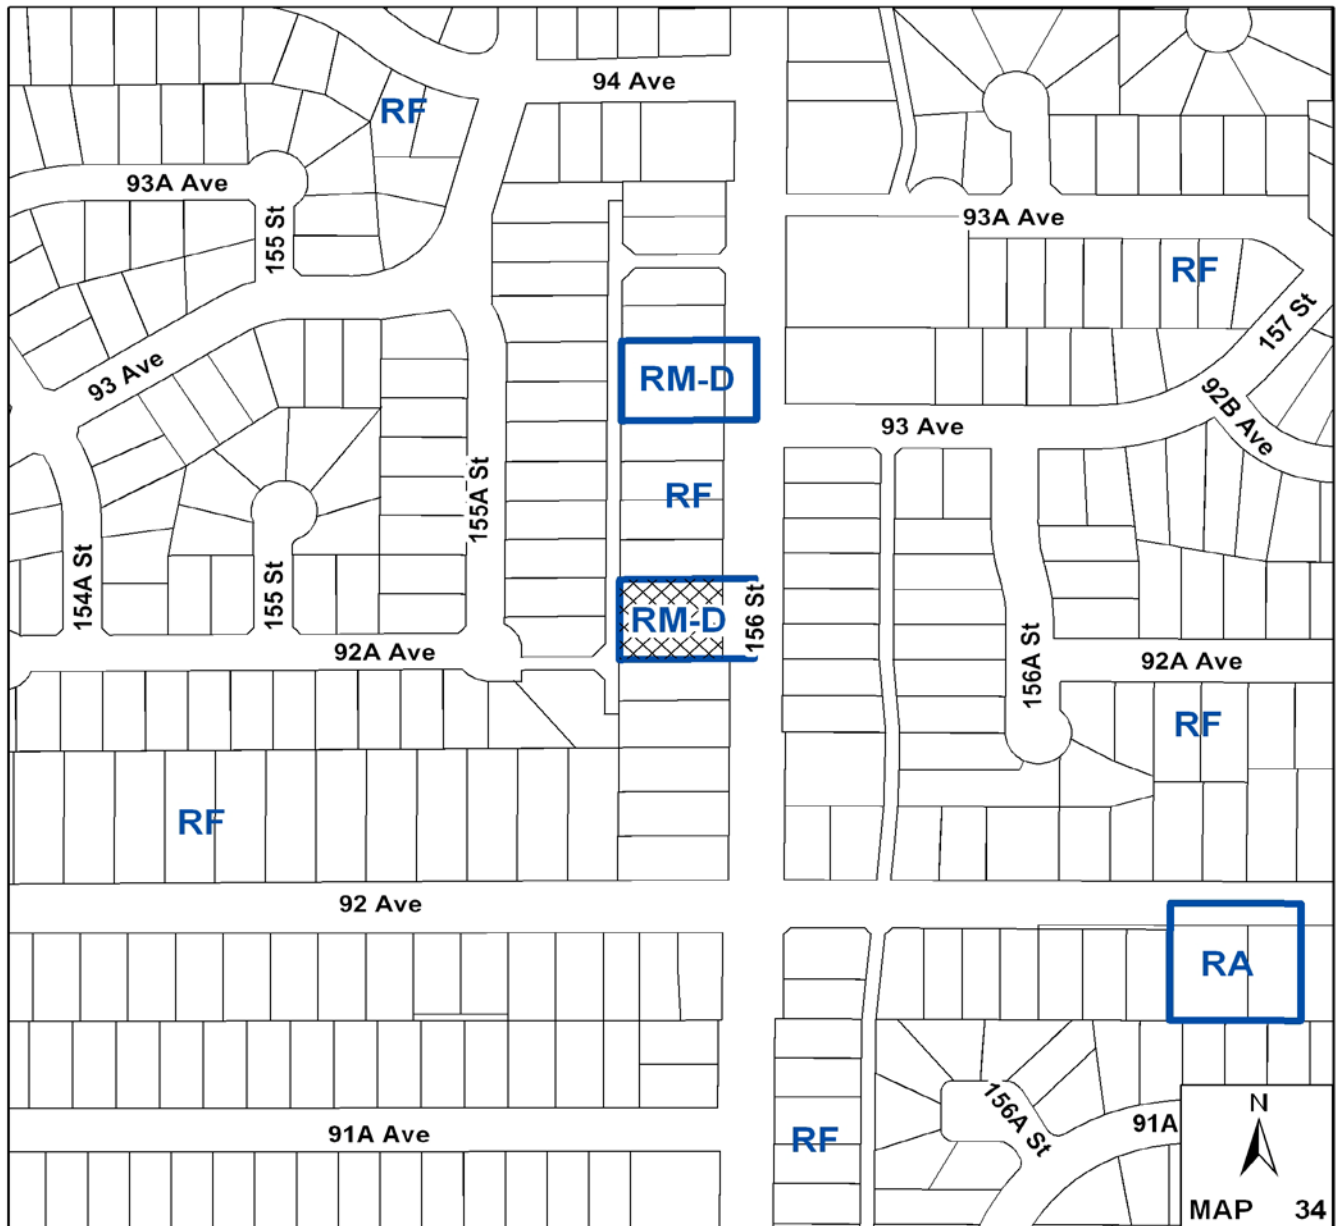 94 Ave
RF
93A Ave
93A Ave
155 St
RF
157 St
93 Ave
RM-D
92B Ave
93 Ave
155A St
RF
154A St
155 St
RM-D
156 St
92A Ave
156A St
92A Ave
RF
RF
92 Ave
RA
156A St
91A
91A Ave
RF
N
MAP 34